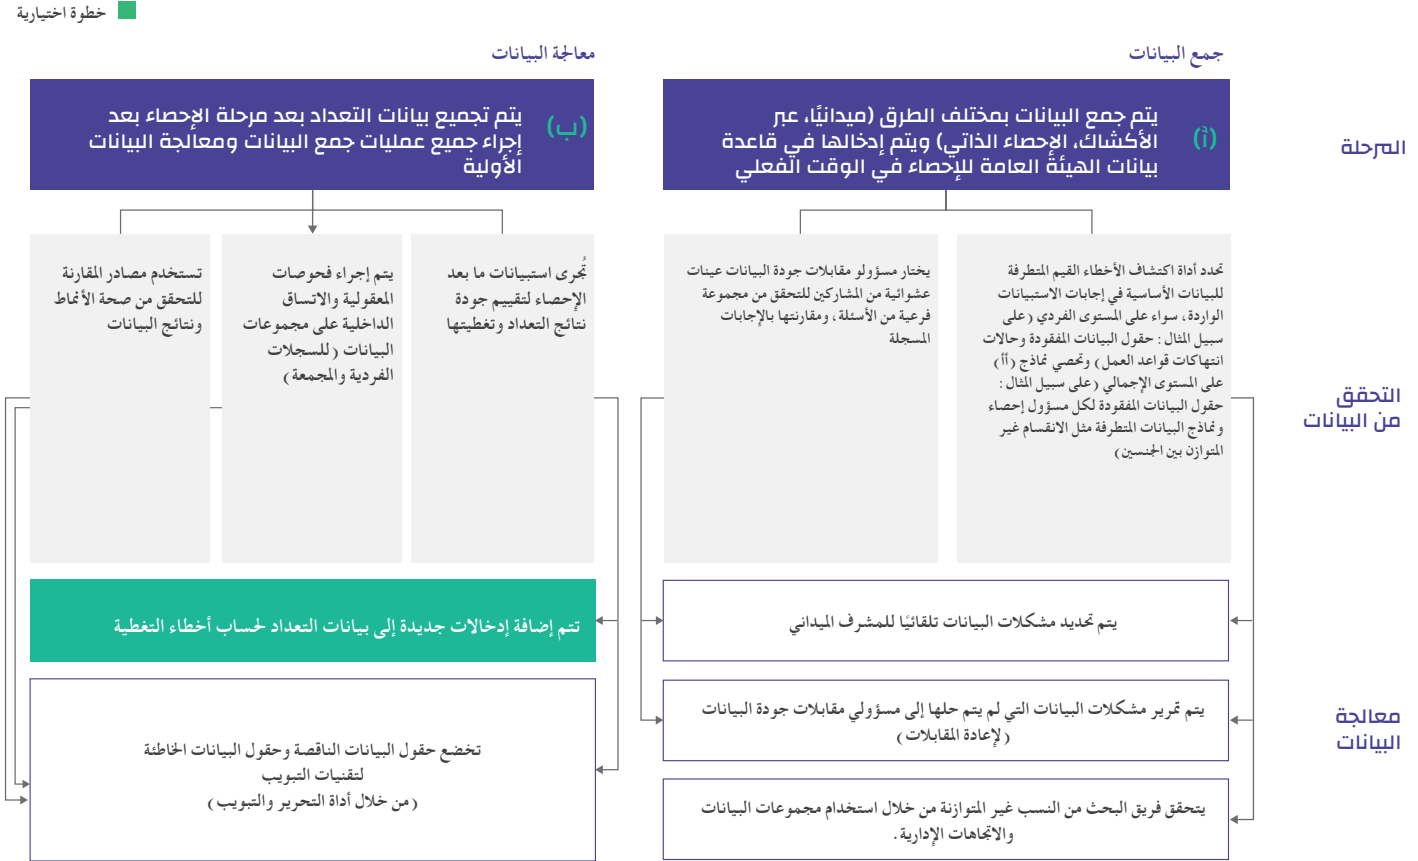 خطوة اختيارية
جمع البيانات
معالجة البيانات
المرحلة
(أ)
يتم جمع البيانات بمختلف الطرق (ميدانيًا، عبر
الأكشاك، الإحصاء الذاتي) ويتم إدخالها في قاعدة
بيانات الهيئة العامة للإحصاء في الوقت الفعلي
(ب)
يتم تجميع بيانات التعداد بعد مرحلة الإحصاء بعد
إجراء جميع عمليات جمع البيانات ومعالجة البيانات
الأولية
التحقق
من البيانات
تحدد أداة اكتشاف الأخطاء القيم المتطرفة
للبيانات الأساسية في إجابات الاستبيانات
الواردة، سواء على المستوى الفردي (على
سبيل المثال: حقول البيانات المفقودة وحالات
انتهاكات قواعد العمل) وتحصي نماذج (أأ)
على المستوى الإجمالي (على سبيل المثال:
حقول البيانات المفقودة لكل مسؤول إحصاء
ونماذج البيانات المتطرفة مثل الانقسام غير
المتوازن بين الجنسين)
يختار مسؤولو مقابلات جودة البيانات عينات
عشوائية من المشاركين للتحقق من مجموعة
فرعية من الأسئلة، ومقارنتها بالإجابات
المسجلة
تُجرى استبيانات ما بعد
الإحصاء لتقييم جودة
نتائج التعداد وتغطيتها
يتم إجراء فحوصات
المعقولية والاتساق
الداخلية على مجموعات
البيانات (للسجلات
الفردية والمجمعة)
تستخدم مصادر المقارنة
للتحقق من صحة الأنماط
ونتائج البيانات
معالجة
البيانات
يتم تحديد مشكلات البيانات تلقائيًا للمشرف الميداني
يتم تمرير مشكلات البيانات التي لم يتم حلها إلى مسؤولي مقابلات جودة البيانات
(لإعادة المقابلات)
يتحقق فريق البحث من النسب غير المتوازنة من خلال استخدام مجموعات البيانات
والاتجاهات الإدارية.
تتم إضافة إدخالات جديدة إلى بيانات التعداد لحساب أخطاء التغطية
تخضع حقول البيانات الناقصة وحقول البيانات الخاطئة
لتقنيات التبويب
(من خلال أداة التحرير والتبويب)